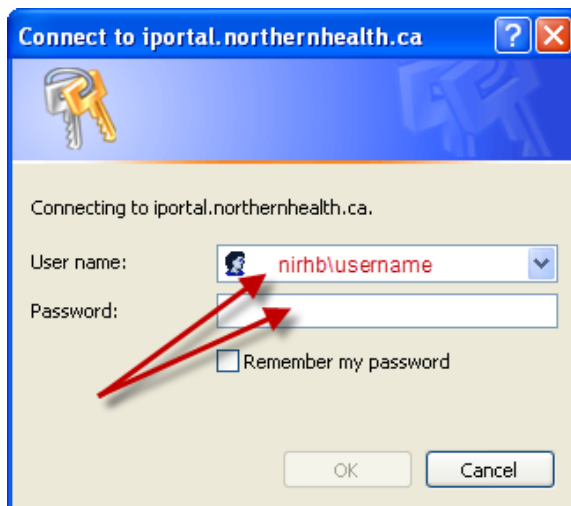 Connect to iportal.northernhealth.ca
Connecting to iportal.northernhealth.ca.
User name: nirhb\username
Password:
Remember my password
OK Cancel